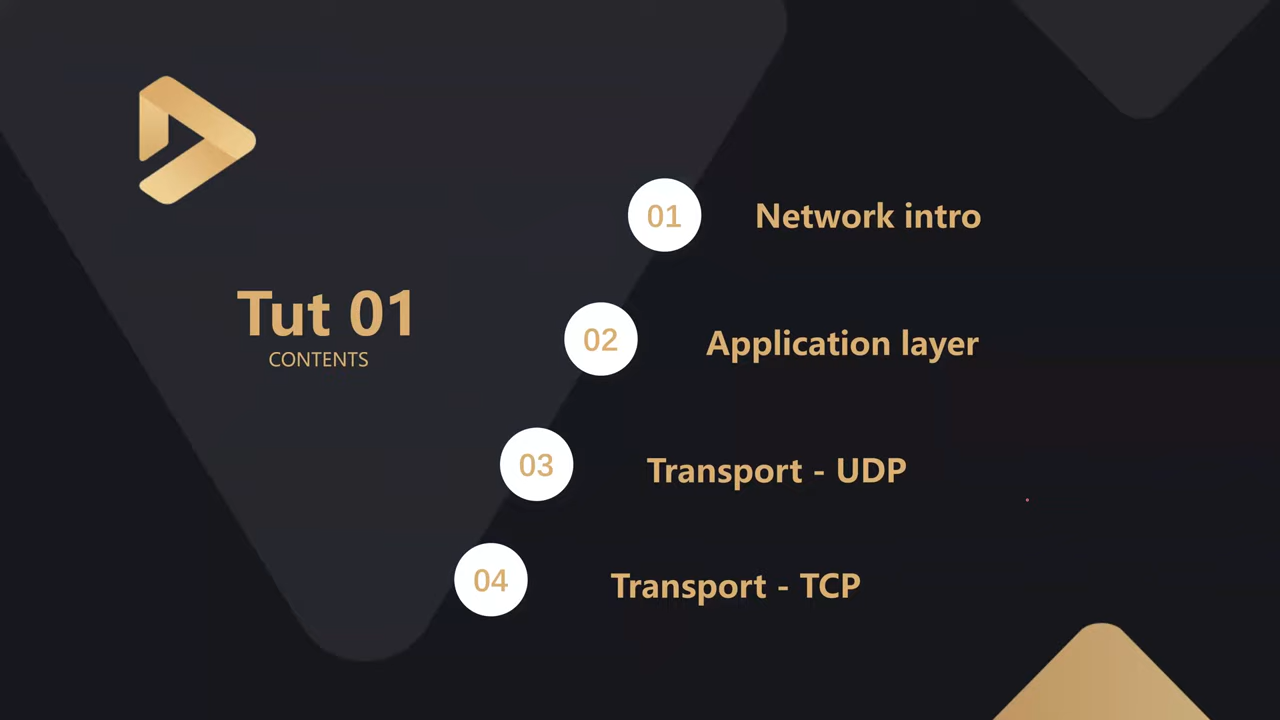 Tut 01
CONTENTS
01 Network intro
02 Application layer
03 Transport - UDP
04 Transport - TCP